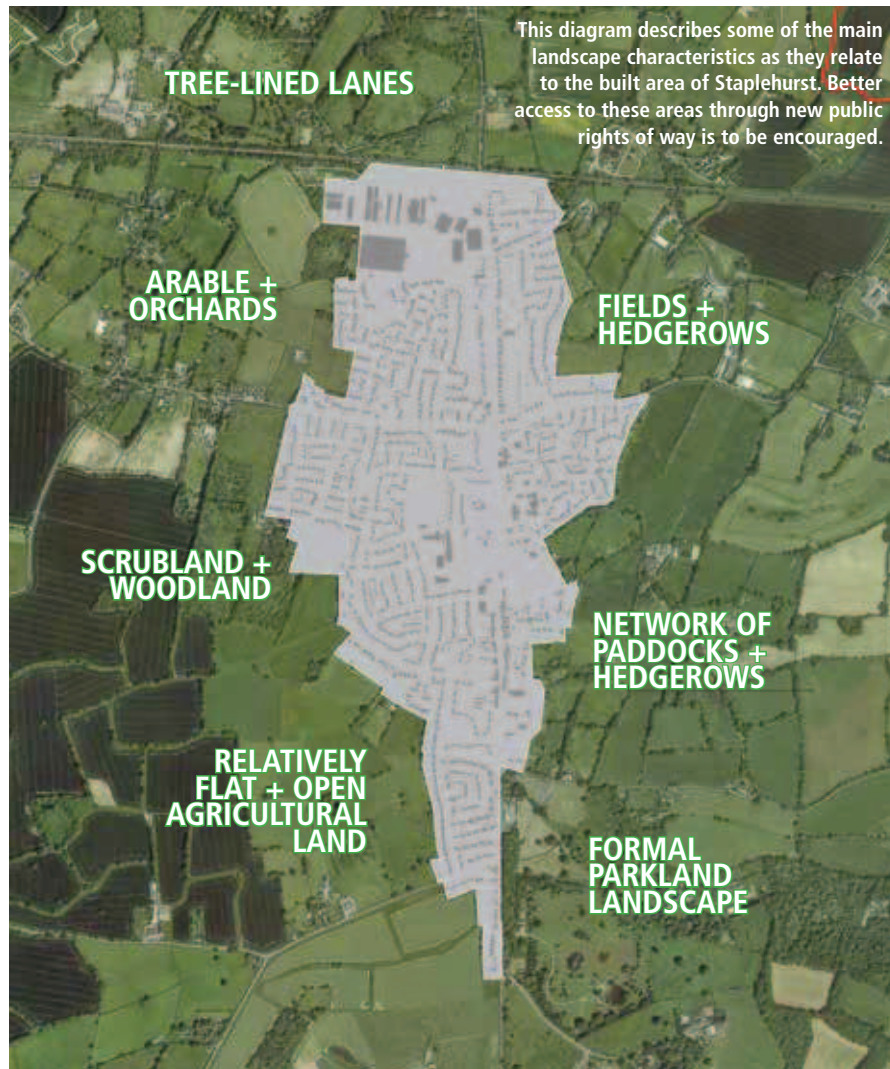 This diagram describes some of the main
landscape characteristics as they relate
to the built area of Staplehurst. Better
access to these areas through new public
rights of way is to be encouraged.
TREE-LINED LANES
ARABLE +
ORCHARDS
FIELDS +
HEDGEROWS
SCRUBLAND +
WOODLAND
NETWORK OF
PADDOCKS +
HEDGEROWS
RELATIVELY
FLAT + OPEN
AGRICULTURAL
LAND
FORMAL
PARKLAND
LANDSCAPE